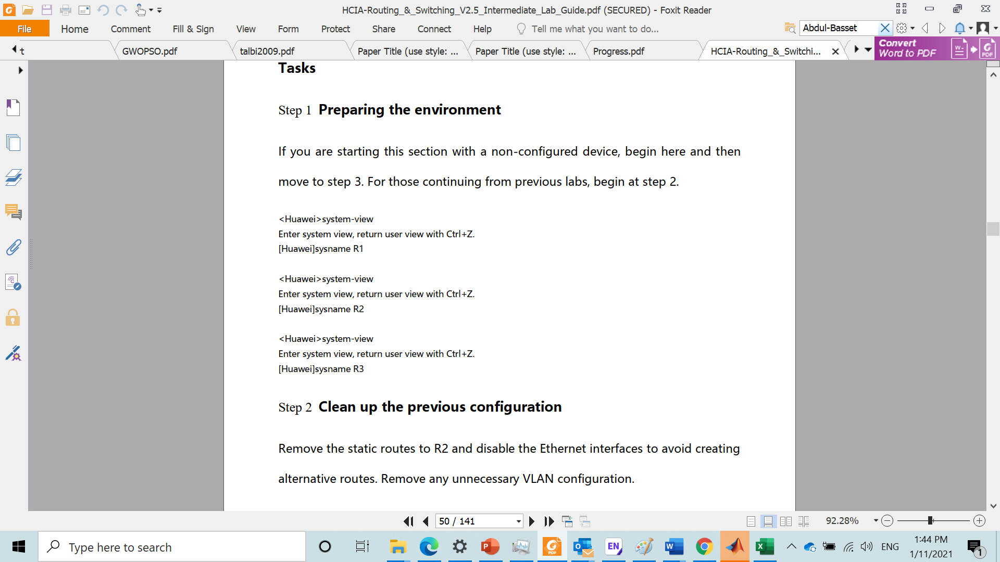 HCIA-Routing_&_Switching_V2.5_Intermediate_Lab_Guide.pdf (SECURED) - Foxit Reader
File Home Comment Fill & Sign View Form Protect Share Connect Help Tell me what you want to do... Abdul-Basset
t GWOPSO.pdf talbi2009.pdf Paper Title (use style: ... Paper Title (use style: ... Progress.pdf HCIA-Routing_&_Switchi... Convert
Word to PDF
Tasks
Step 1 Preparing the environment
If you are starting this section with a non-configured device, begin here and then
move to step 3. For those continuing from previous labs, begin at step 2.
<Huawei>system-view
Enter system view, return user view with Ctrl+Z.
[Huawei]sysname R1
<Huawei>system-view
Enter system view, return user view with Ctrl+Z.
[Huawei]sysname R2
<Huawei>system-view
Enter system view, return user view with Ctrl+Z.
[Huawei]sysname R3
Step 2 Clean up the previous configuration
Remove the static routes to R2 and disable the Ethernet interfaces to avoid creating
alternative routes. Remove any unnecessary VLAN configuration.
50 / 141 92.28%
Type here to search EN ENG 1:44 PM
1/11/2021 1